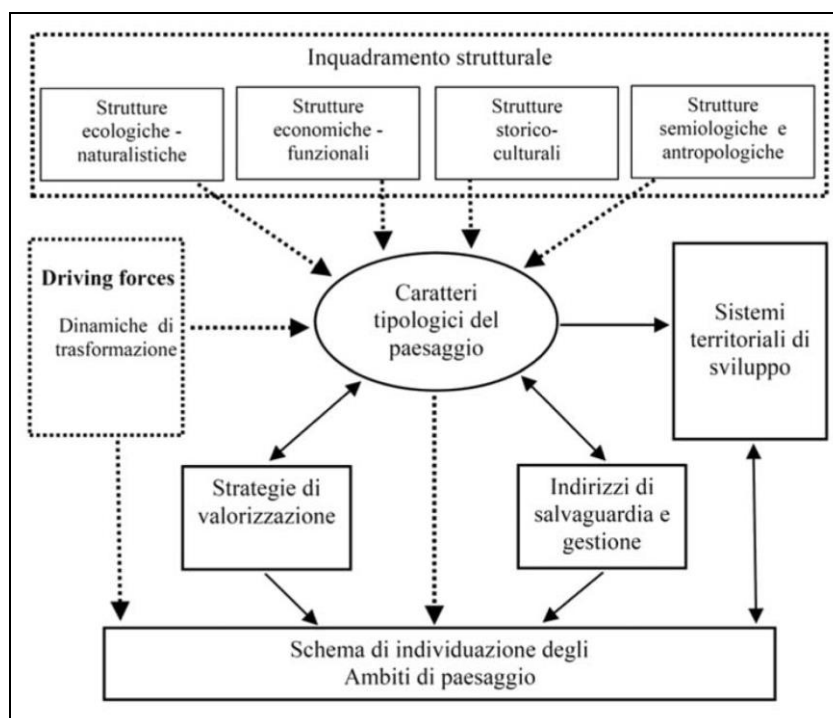 Inquadramento strutturale
Strutture
ecologiche -
naturalistiche
Strutture
economiche -
funzionali
Strutture
storico-
culturali
Strutture
semiologiche e
antropologiche
Driving forces
Dinamiche di
trasformazione
Caratteri
tipologici del
paesaggio
Sistemi
territoriali di
sviluppo
Strategie di
valorizzazione
Indirizzi di
salvaguardia e
gestione
Schema di individuazione degli
Ambiti di paesaggio